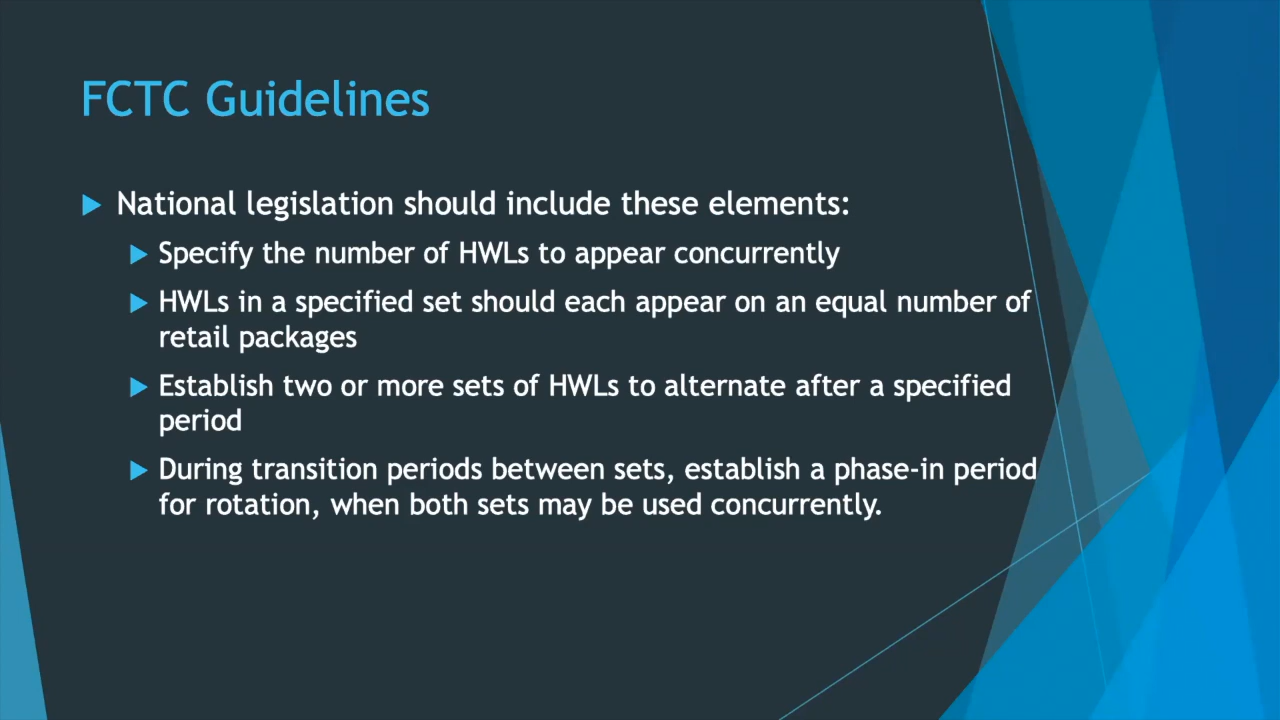 FCTC Guidelines
National legislation should include these elements:
Specify the number of HWLs to appear concurrently
HWLs in a specified set should each appear on an equal number of
retail packages
Establish two or more sets of HWLs to alternate after a specified
period
During transition periods between sets, establish a phase-in period
for rotation, when both sets may be used concurrently.